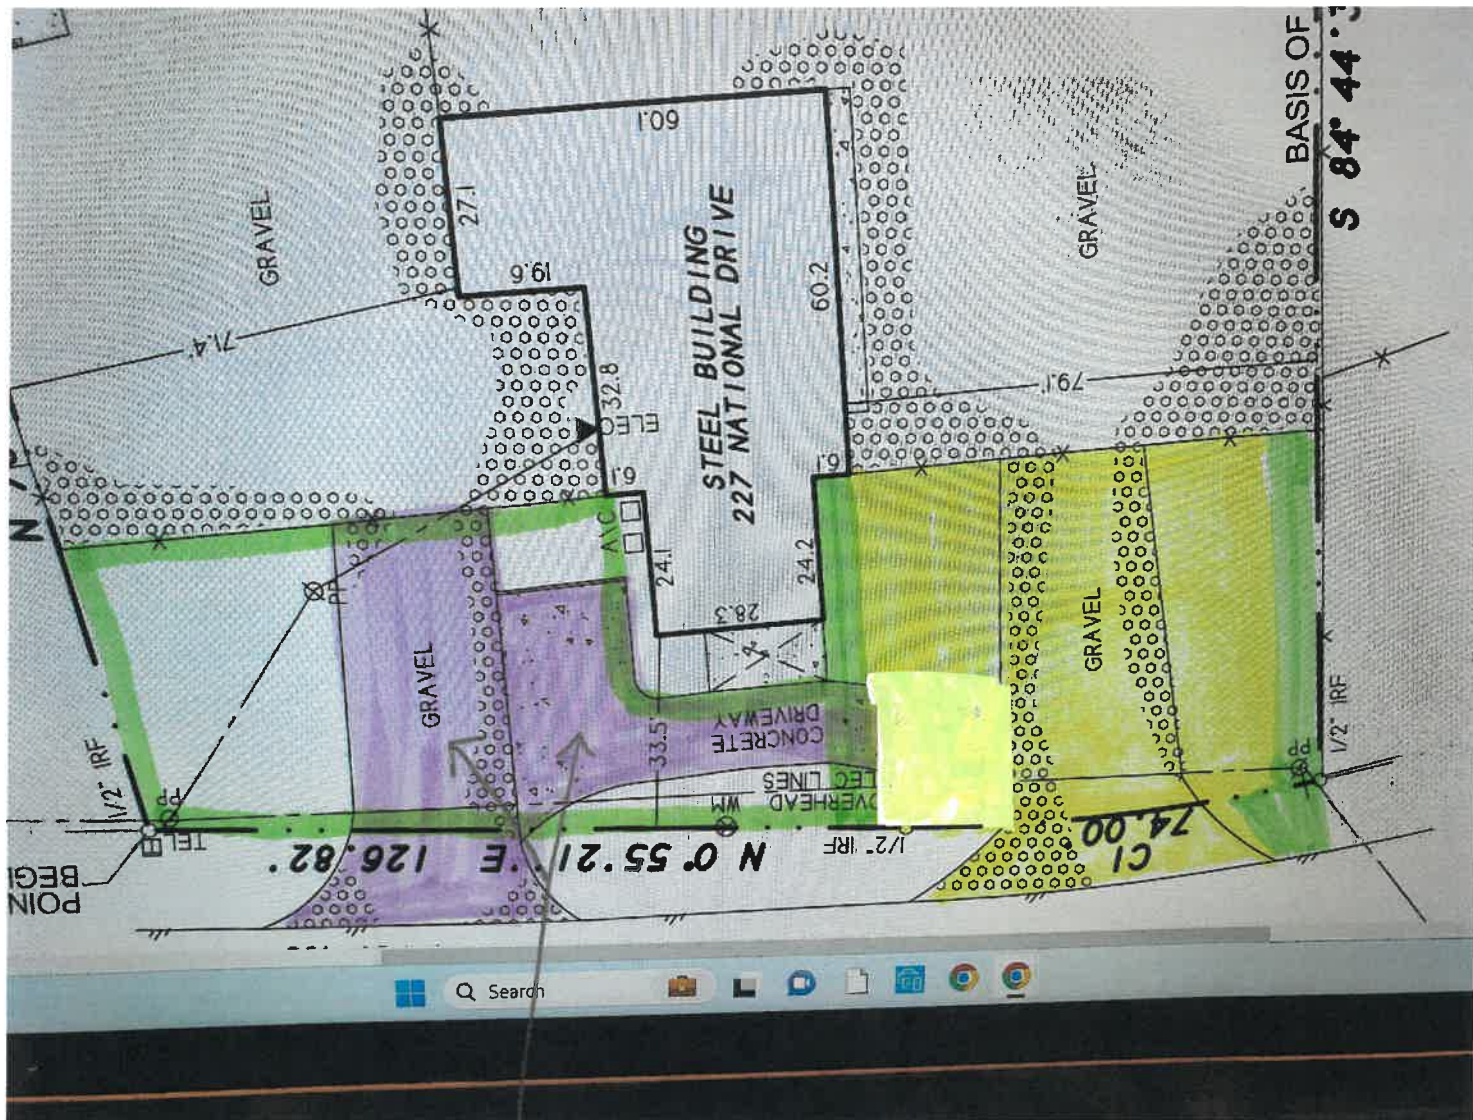 BASIS OF
S 84° 44'
60.1
27.1
GRAVEL
19.6
STEEL BUILDING
227 NATIONAL DRIVE
60.2
GRAVEL
71.4'
32.8
ELEC
79.1'
N
6.1
6.1
A/C
24.1
24.2
28.3
PP
GRAVEL
GRAVEL
33.5'
CONCRETE
DRIVEWAY
OVERHEAD
ELEC LINES
WM
1/2" IRF
PP
TEL
1/2" IRF
PP
1/2" IRF
N 0° 55' 21" E 126.82'
C1
74.00
POIN
BEGI
Search